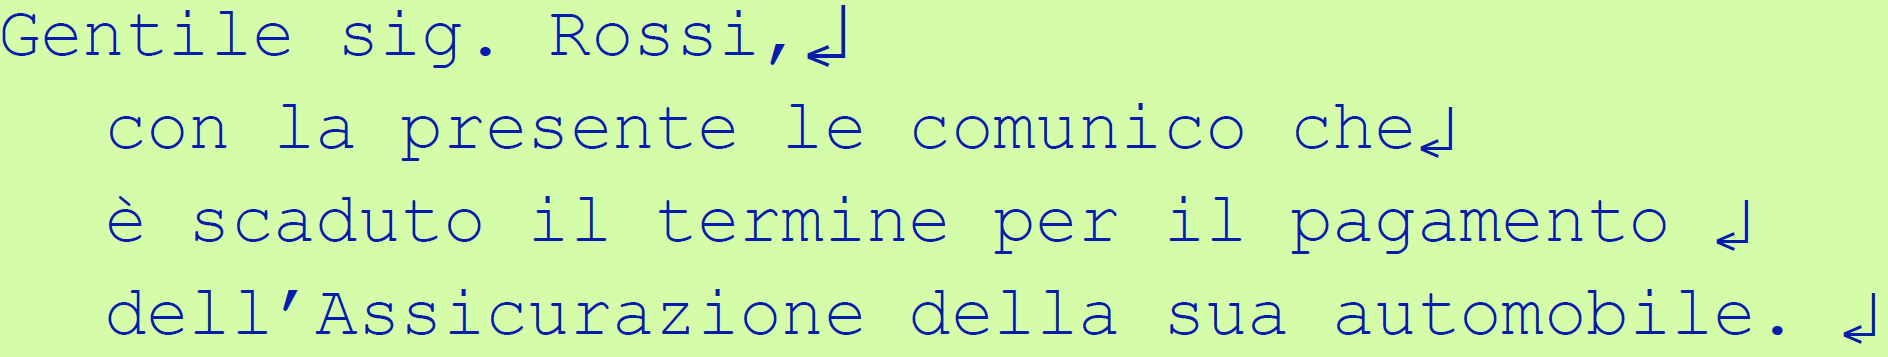 Gentile sig. Rossi,↲
con la presente le comunico che↲
è scaduto il termine per il pagamento ↲
dell’Assicurazione della sua automobile. ↲